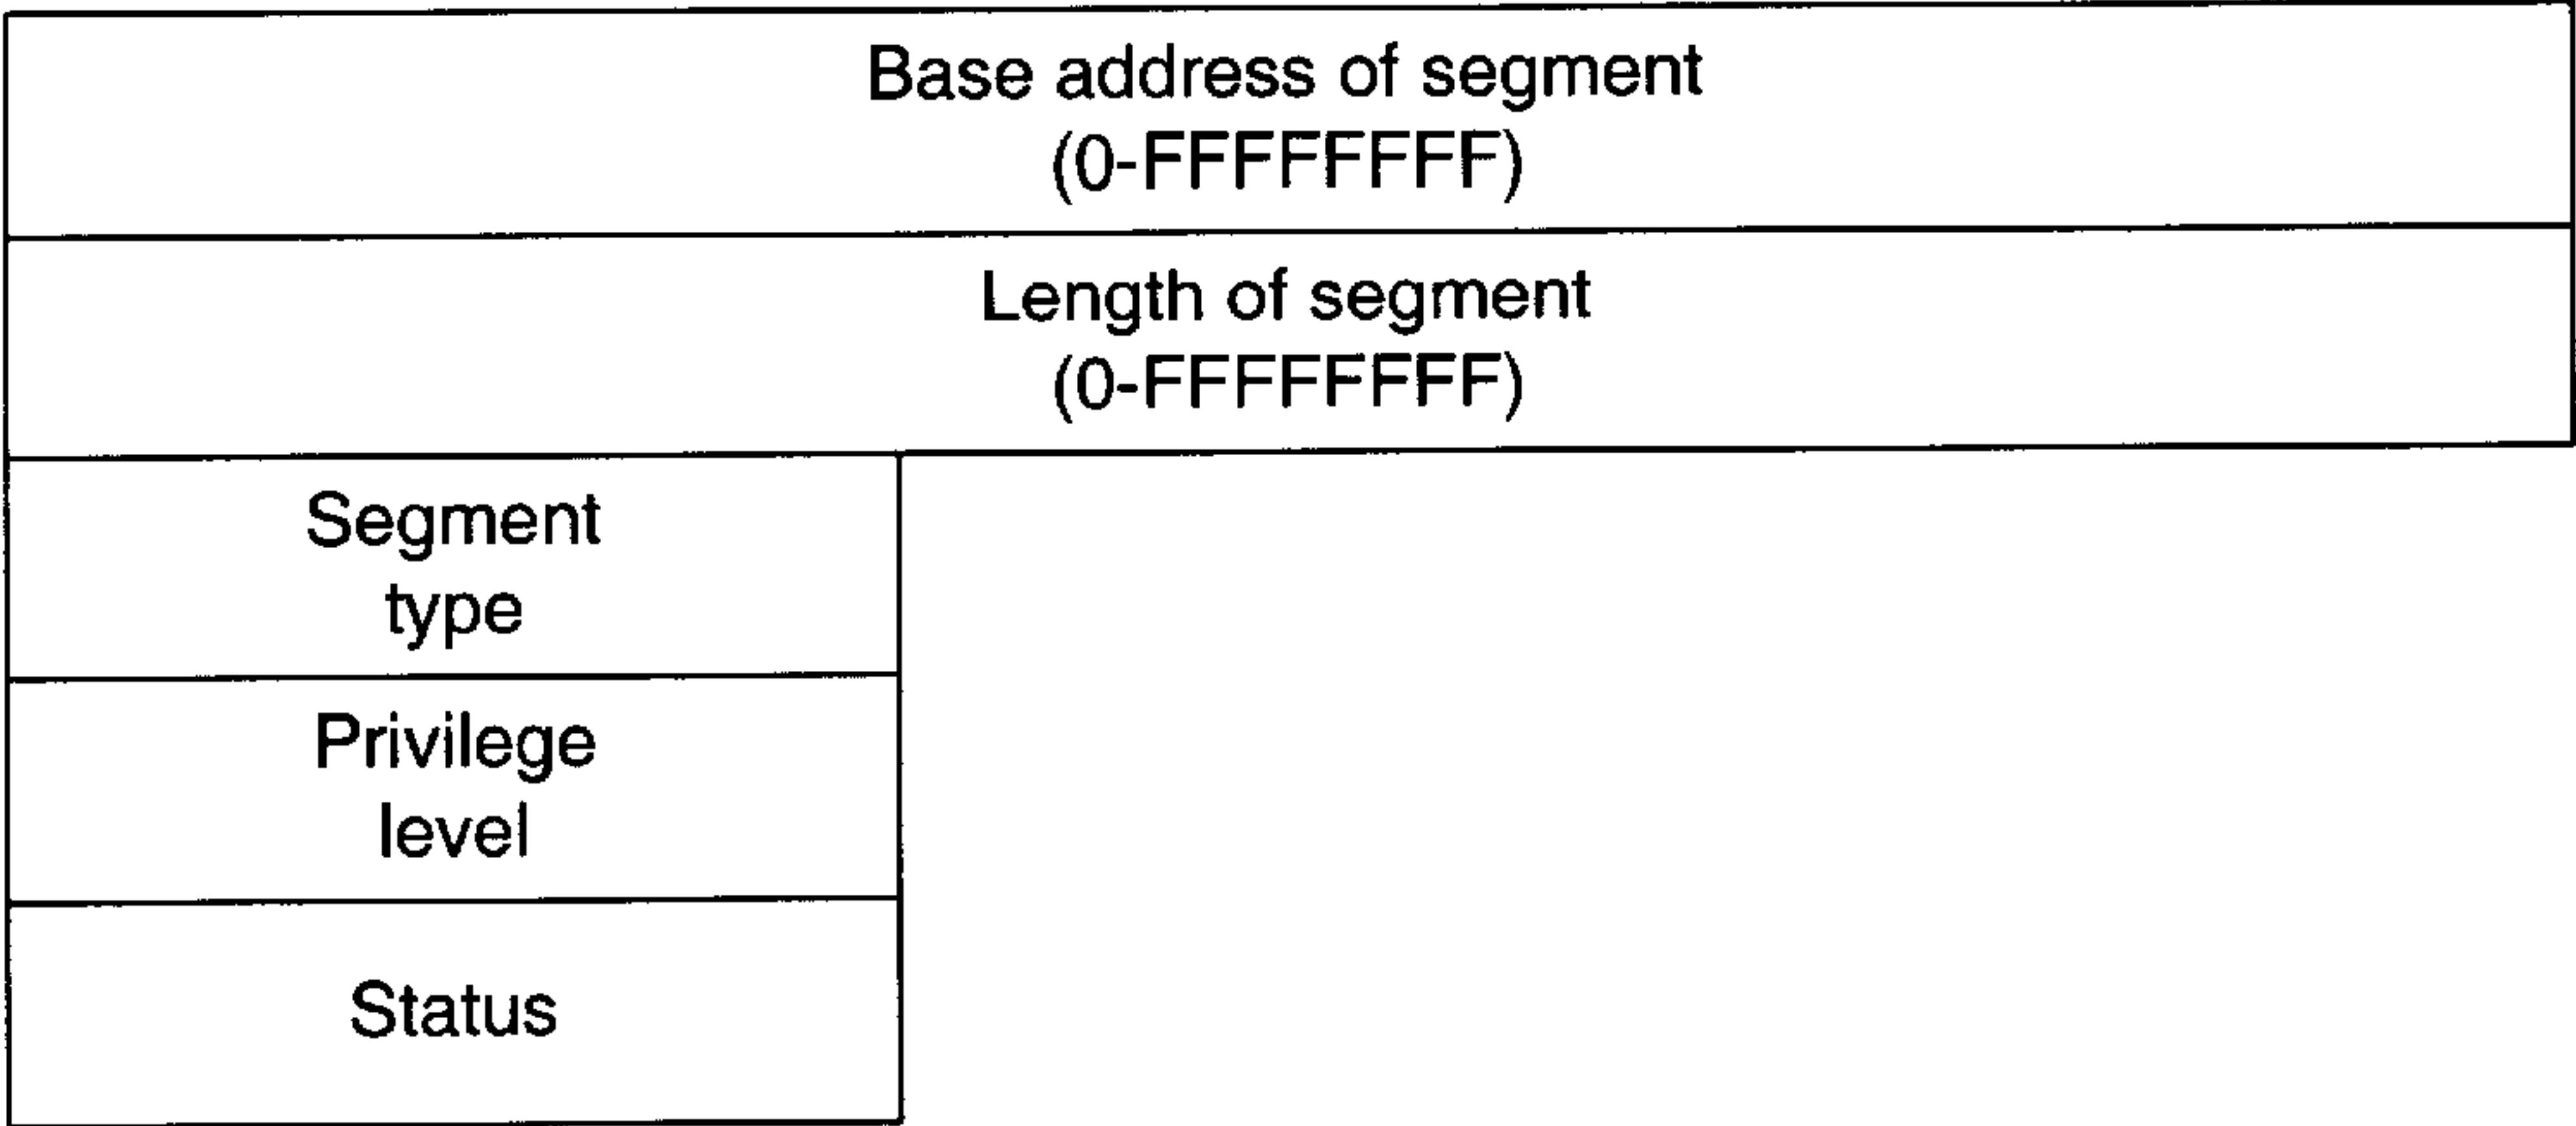 Base address of segment
(0-FFFFFFFF)
Length of segment
(0-FFFFFFFF)
Segment
type
Privilege
level
Status